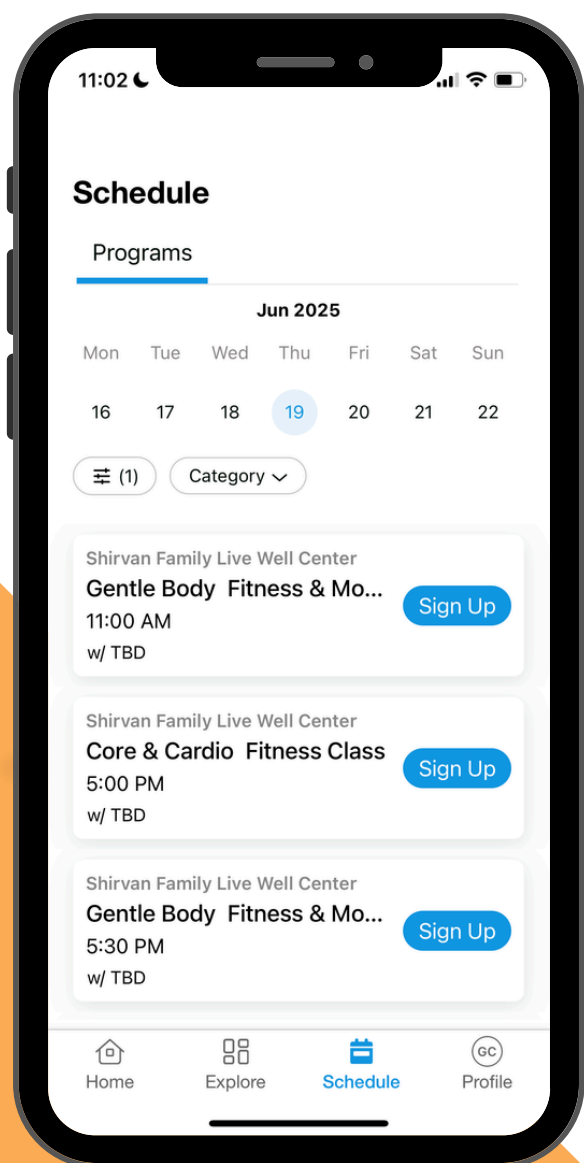 11:02
Schedule
Programs
Jun 2025
Mon Tue Wed Thu Fri Sat Sun
16 17 18 19 20 21 22
(1) Category
Shirvan Family Live Well Center
Gentle Body Fitness & Mo...
Sign Up
11:00 AM
w/ TBD
Shirvan Family Live Well Center
Core & Cardio Fitness Class
Sign Up
5:00 PM
w/ TBD
Shirvan Family Live Well Center
Gentle Body Fitness & Mo...
Sign Up
5:30 PM
w/ TBD
GC
Home Explore Schedule Profile